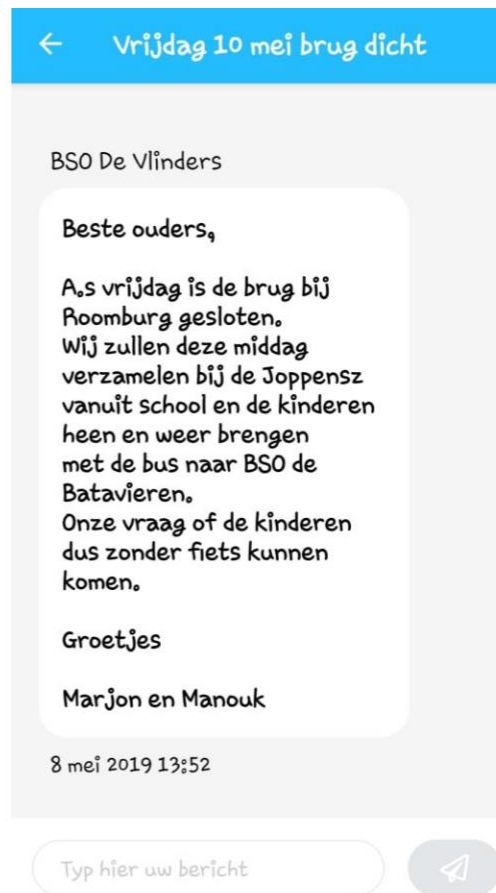 Vrijdag 10 mei brug dicht
BSO De Vlinders
Beste ouders,
A.s vrijdag is de brug bij
Roomburg gesloten.
Wij zullen deze middag
verzamelen bij de Joppensz
vanuit school en de kinderen
heen en weer brengen
met de bus naar BSO de
Batavieren.
Onze vraag of de kinderen
dus zonder fiets kunnen
komen.
Groetjes
Marjon en Manouk
8 mei 2019 13:52
Typ hier uw bericht